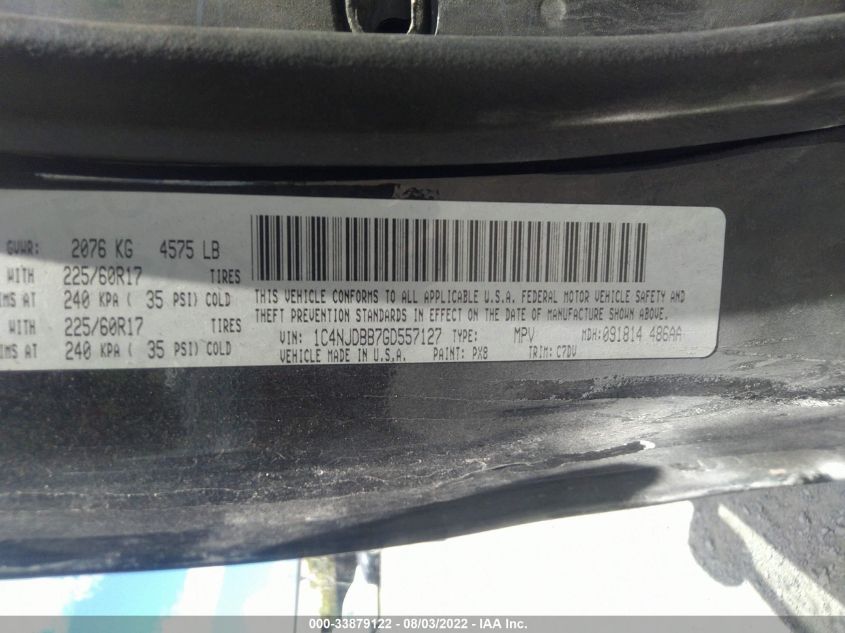 GVWR: 2076 KG 4575 LB
WITH 225/60R17 TIRES
IMS AT 240 KPA ( 35 PSI) COLD
WITH 225/60R17 TIRES
IMS AT 240 KPA ( 35 PSI) COLD
THIS VEHICLE CONFORMS TO ALL APPLICABLE U.S.A. FEDERAL MOTOR VEHICLE SAFETY AND
THEFT PREVENTION STANDARDS IN EFFECT ON THE DATE OF MANUFACTURE SHOWN ABOVE.
VIN: 1C4NJDBB7GD557127 TYPE: MPV MDH:091814 486AA
VEHICLE MADE IN U.S.A. PAINT: PX8 TRIM: C7DV
000-33879122 - 08/03/2022 - IAA Inc.